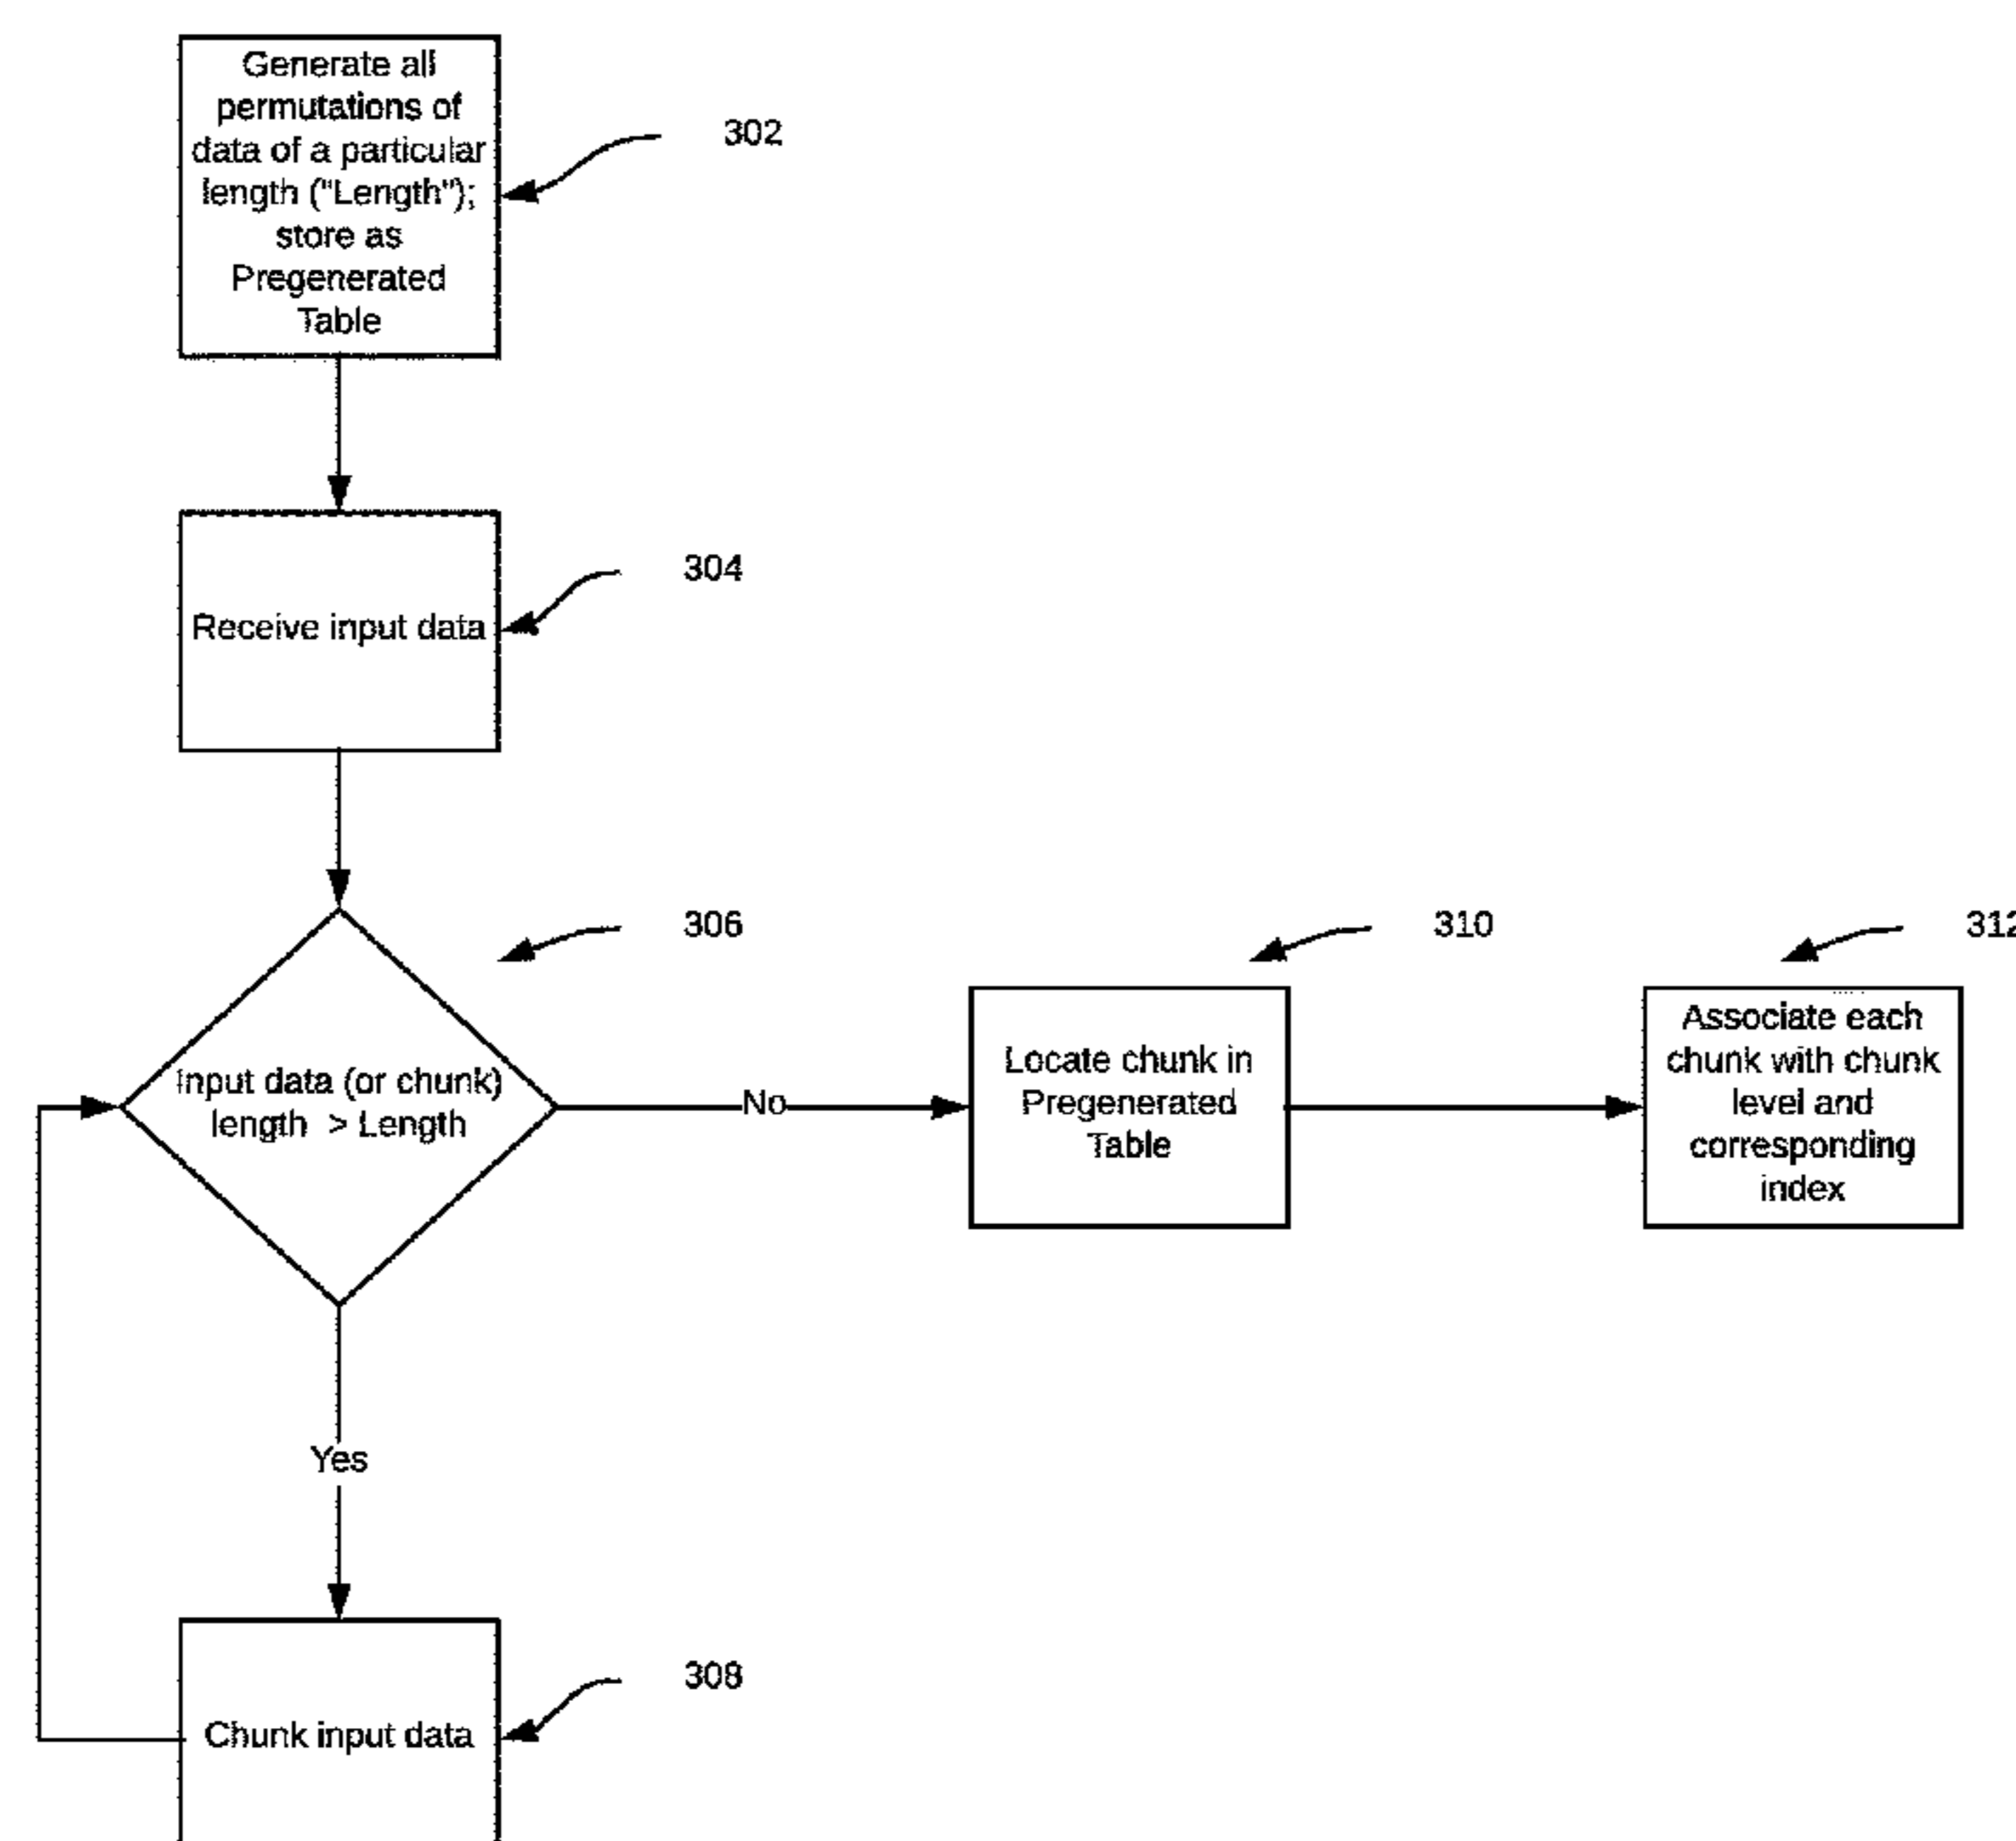 Generate all
permutations of
data of a particular
length ("Length");
store as
Pregenerated
Table
302
Receive input data
304
306
Input data (or chunk)
length > Length
No
310
Locate chunk in
Pregenerated
Table
312
Associate each
chunk with chunk
level and
corresponding
index
Yes
308
Chunk input data